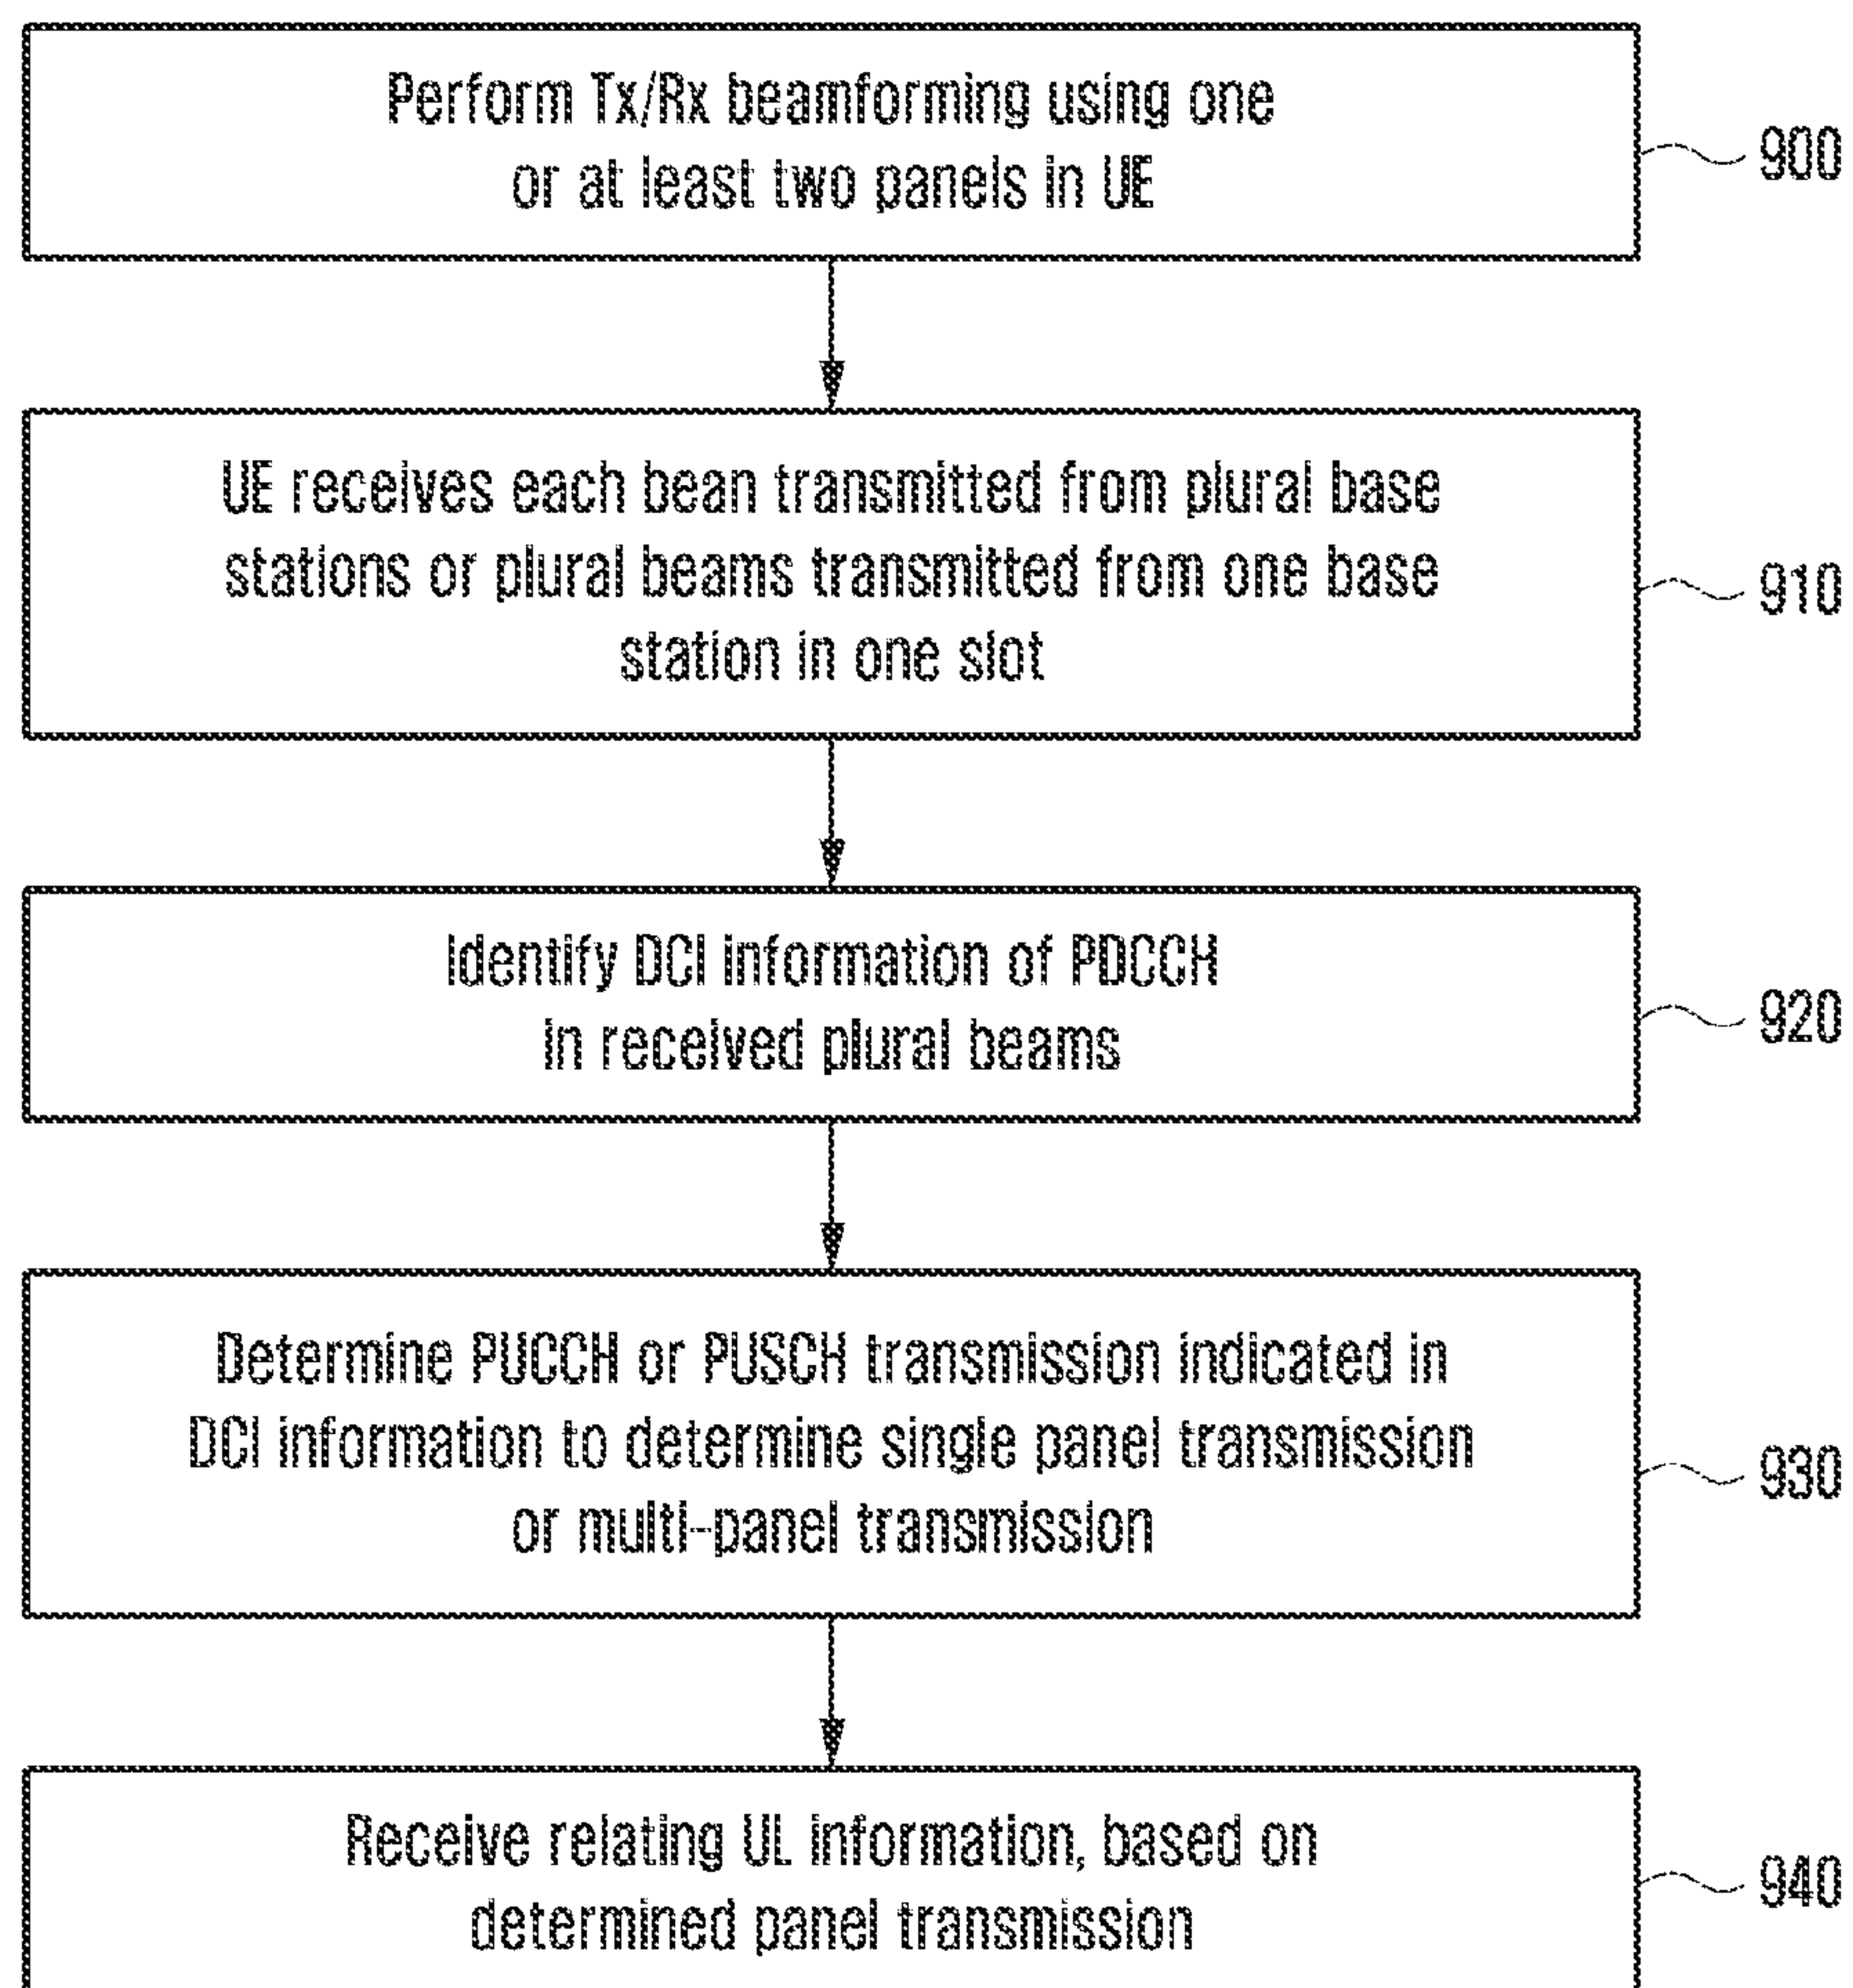 Perform Tx/Rx beamforming using one
or at least two panels in UE
900
UE receives each bean transmitted from plural base
stations or plural beams transmitted from one base
station in one slot
910
Identify DCI information of PDCCH
in received plural beams
920
Determine PUCCH or PUSCH transmission indicated in
DCI information to determine single panel transmission
or multi-panel transmission
930
Receive relating UL information, based on
determined panel transmission
940